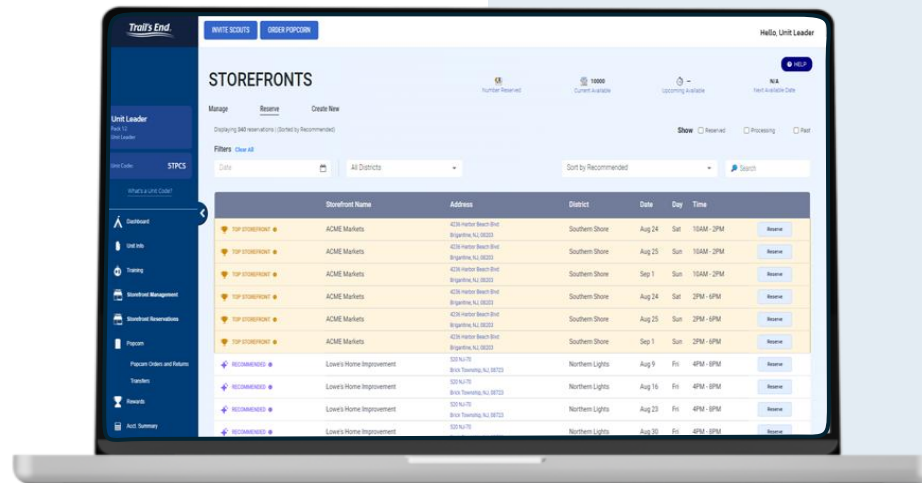 Trail's End.
INVITE SCOUTS
ORDER POPCORN
Hello, Unit Leader
HELP
STOREFRONTS
Number Reserved
10000
Current Available
–
Upcoming Available
N/A
Next Available Date
Manage
Reserve
Create New
Displaying 340 reservations | (Sorted by Recommended)
Show
Reserved
Processing
Past
Filters Clear All
Date
All Districts
Sort by Recommended
Search
Unit Leader
Pack 12
Unit Leader
Unit Code:
STPCS
What's a Unit Code?
Dashboard
Unit Info
Training
Storefront Management
Storefront Reservations
Popcorn
Popcorn Orders and Returns
Transfers
Rewards
Acct. Summary
Storefront Name Address District Date Day Time
TOP STOREFRONT ACME Markets 4236 Harbor Beach Blvd Southern Shore Aug 24 Sat 10AM - 2PM Reserve
Brigantine, NJ, 08203
TOP STOREFRONT ACME Markets 4236 Harbor Beach Blvd Southern Shore Aug 25 Sun 10AM - 2PM Reserve
Brigantine, NJ, 08203
TOP STOREFRONT ACME Markets 4236 Harbor Beach Blvd Southern Shore Sep 1 Sun 10AM - 2PM Reserve
Brigantine, NJ, 08203
TOP STOREFRONT ACME Markets 4236 Harbor Beach Blvd Southern Shore Aug 24 Sat 2PM - 6PM Reserve
Brigantine, NJ, 08203
TOP STOREFRONT ACME Markets 4236 Harbor Beach Blvd Southern Shore Aug 25 Sun 2PM - 6PM Reserve
Brigantine, NJ, 08203
TOP STOREFRONT ACME Markets 4236 Harbor Beach Blvd Southern Shore Sep 1 Sun 2PM - 6PM Reserve
Brigantine, NJ, 08203
RECOMMENDED Lowe's Home Improvement 520 NJ-70 Northern Lights Aug 9 Fri 4PM - 8PM Reserve
Brick Township, NJ, 08723
RECOMMENDED Lowe's Home Improvement 520 NJ-70 Northern Lights Aug 16 Fri 4PM - 8PM Reserve
Brick Township, NJ, 08723
RECOMMENDED Lowe's Home Improvement 520 NJ-70 Northern Lights Aug 23 Fri 4PM - 8PM Reserve
Brick Township, NJ, 08723
RECOMMENDED Lowe's Home Improvement 520 NJ-70 Northern Lights Aug 30 Fri 4PM - 8PM Reserve
Brick Township, NJ, 08723